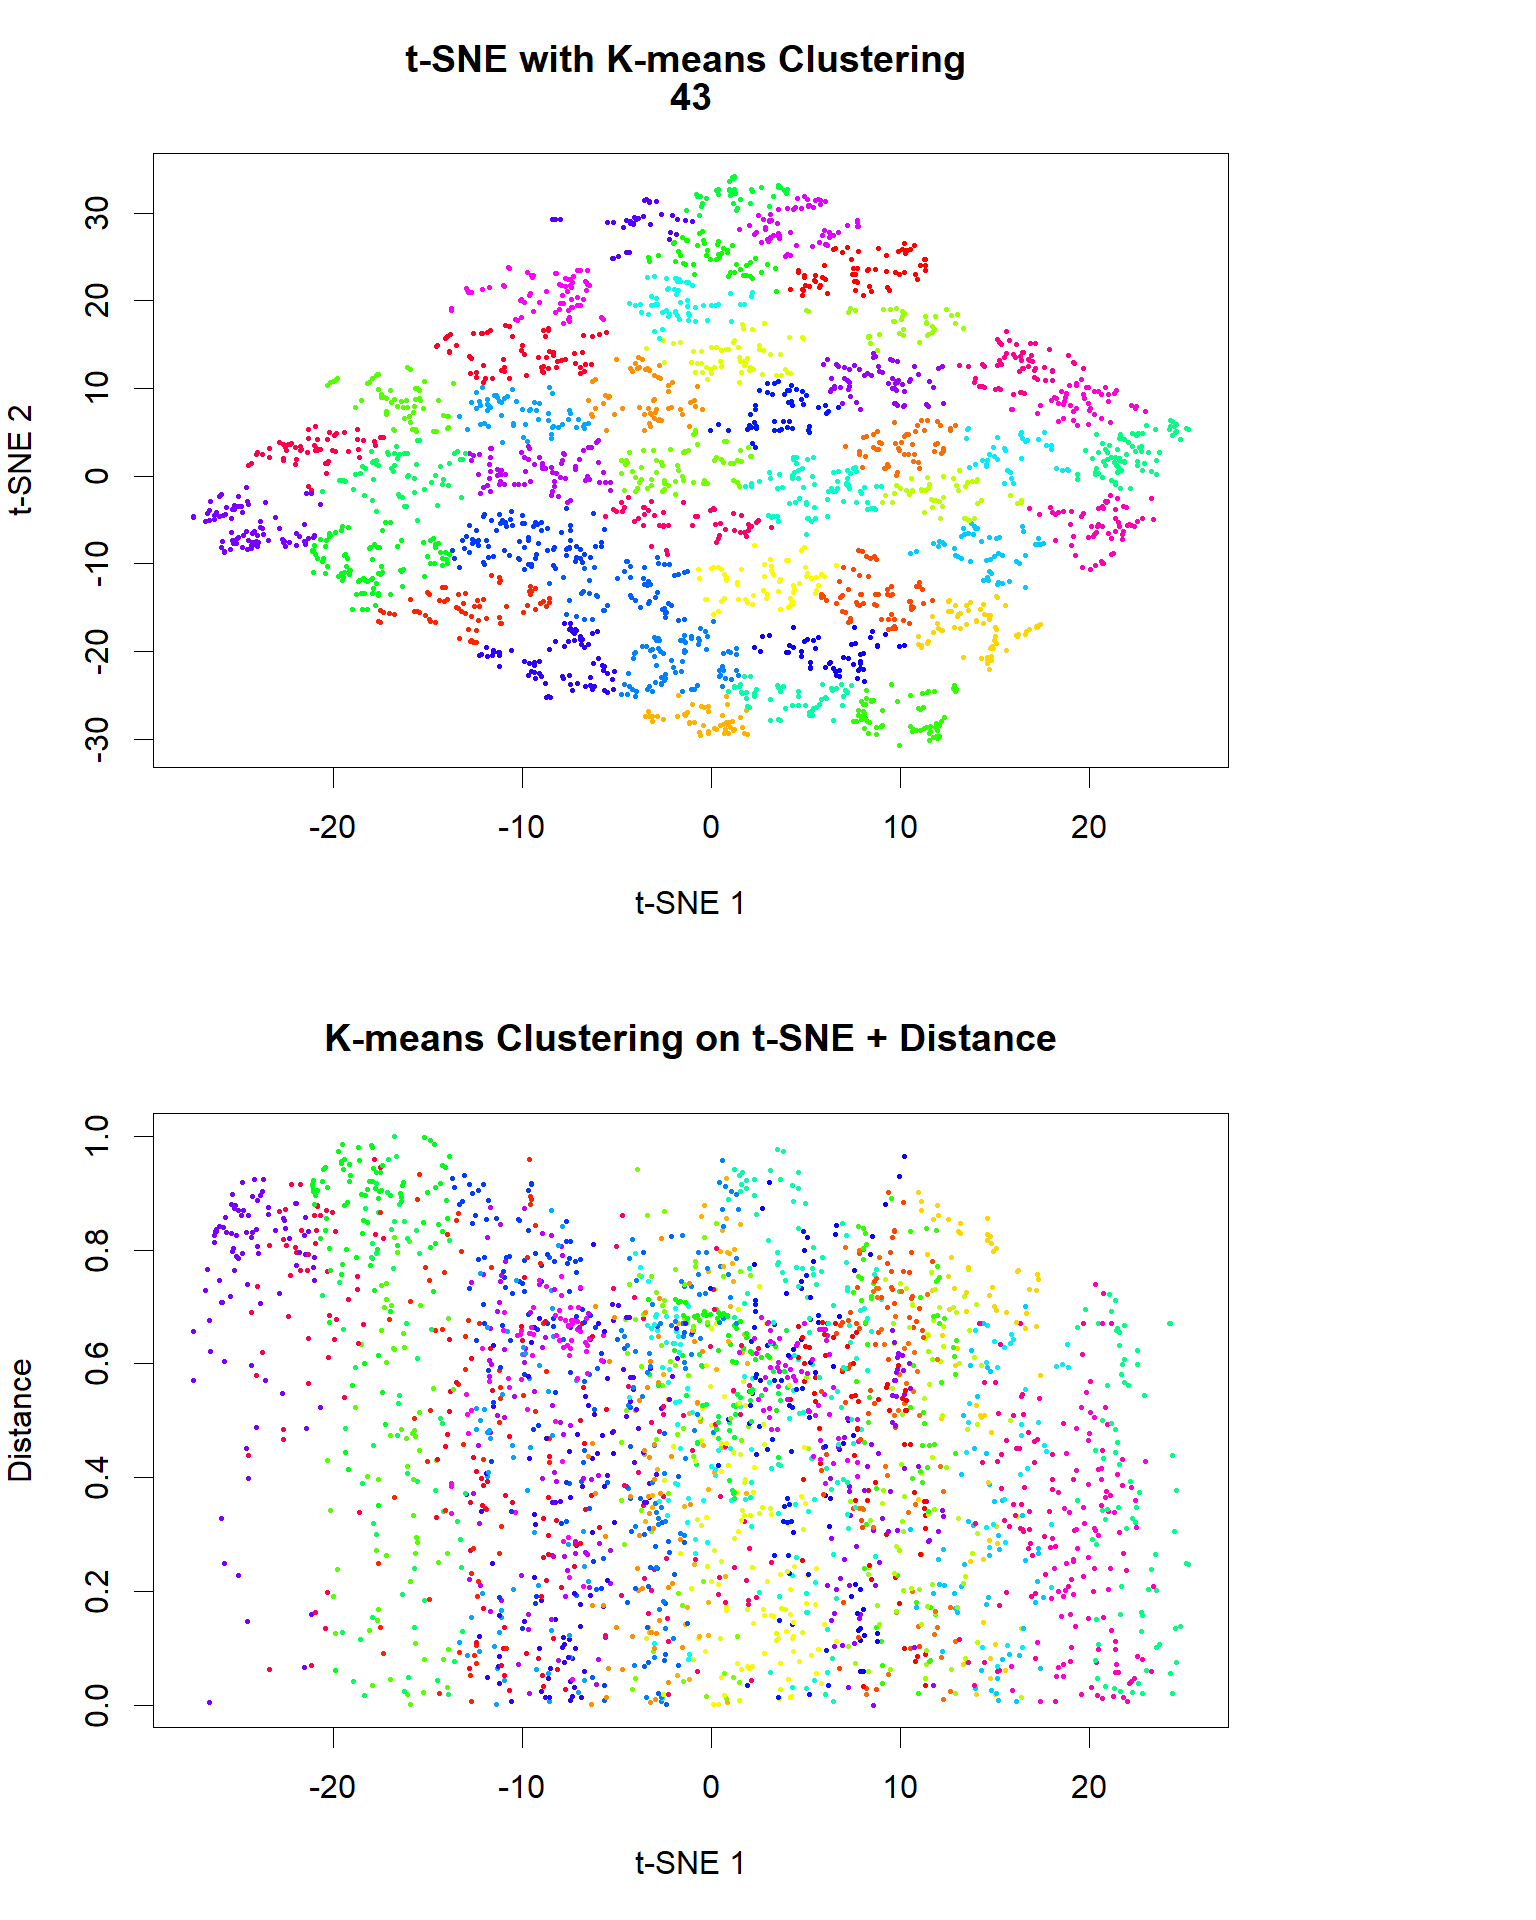 t-SNE with K-means Clustering
43
30
20
10
0
-10
-20
-30
t-SNE 2
-20 -10 0 10 20
t-SNE 1
K-means Clustering on t-SNE + Distance
1.0
0.8
0.6
0.4
0.2
0.0
Distance
-20 -10 0 10 20
t-SNE 1